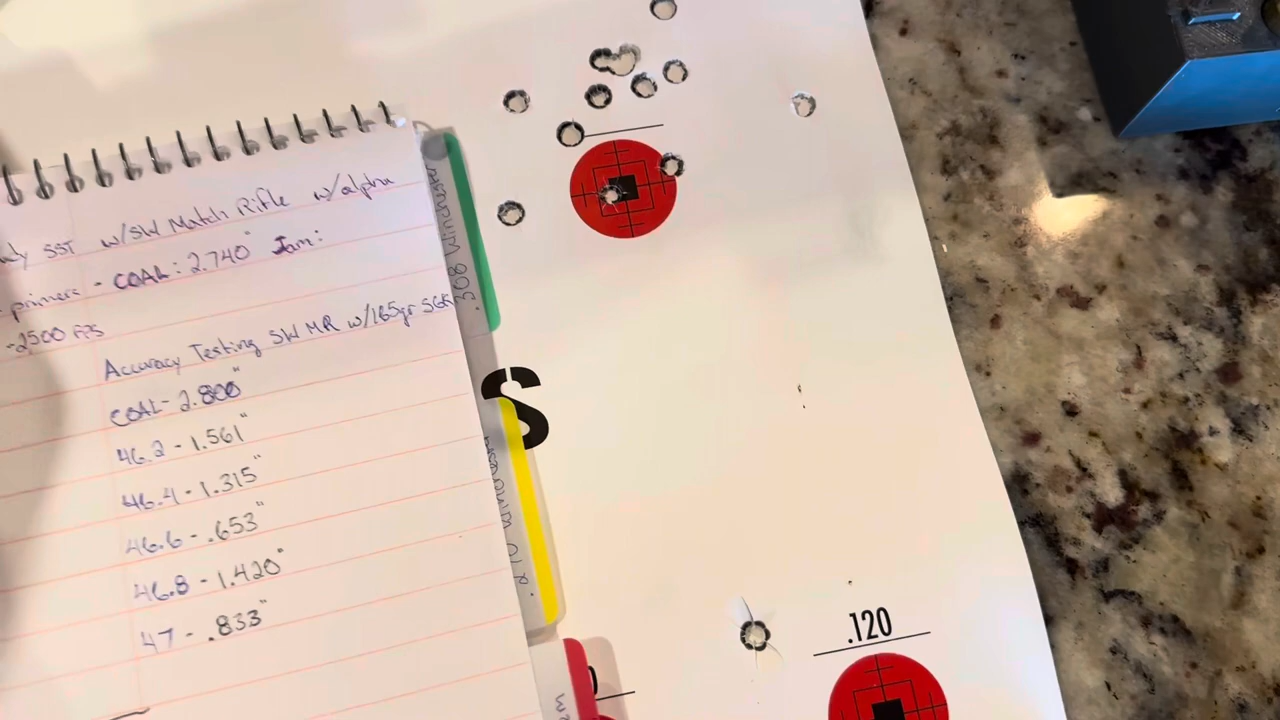 SST w/SW Match Rifle w/alpha
primers - COAL: 2.740" Jam:
-2500 FPS
Accuracy Testing SW MR w/165gr SGK
COAL - 2.800"
46.2 - 1.561"
46.4 - 1.315"
46.6 - .653"
46.8 - 1.420"
47 - .833"
.308 Winchester
S
.120